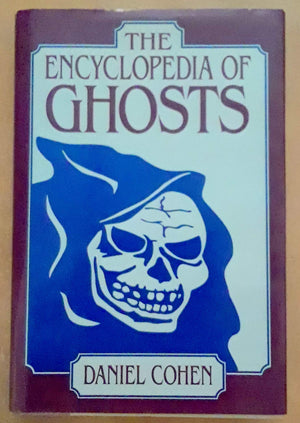 THE
ENCYCLOPEDIA OF
GHOSTS
DANIEL COHEN